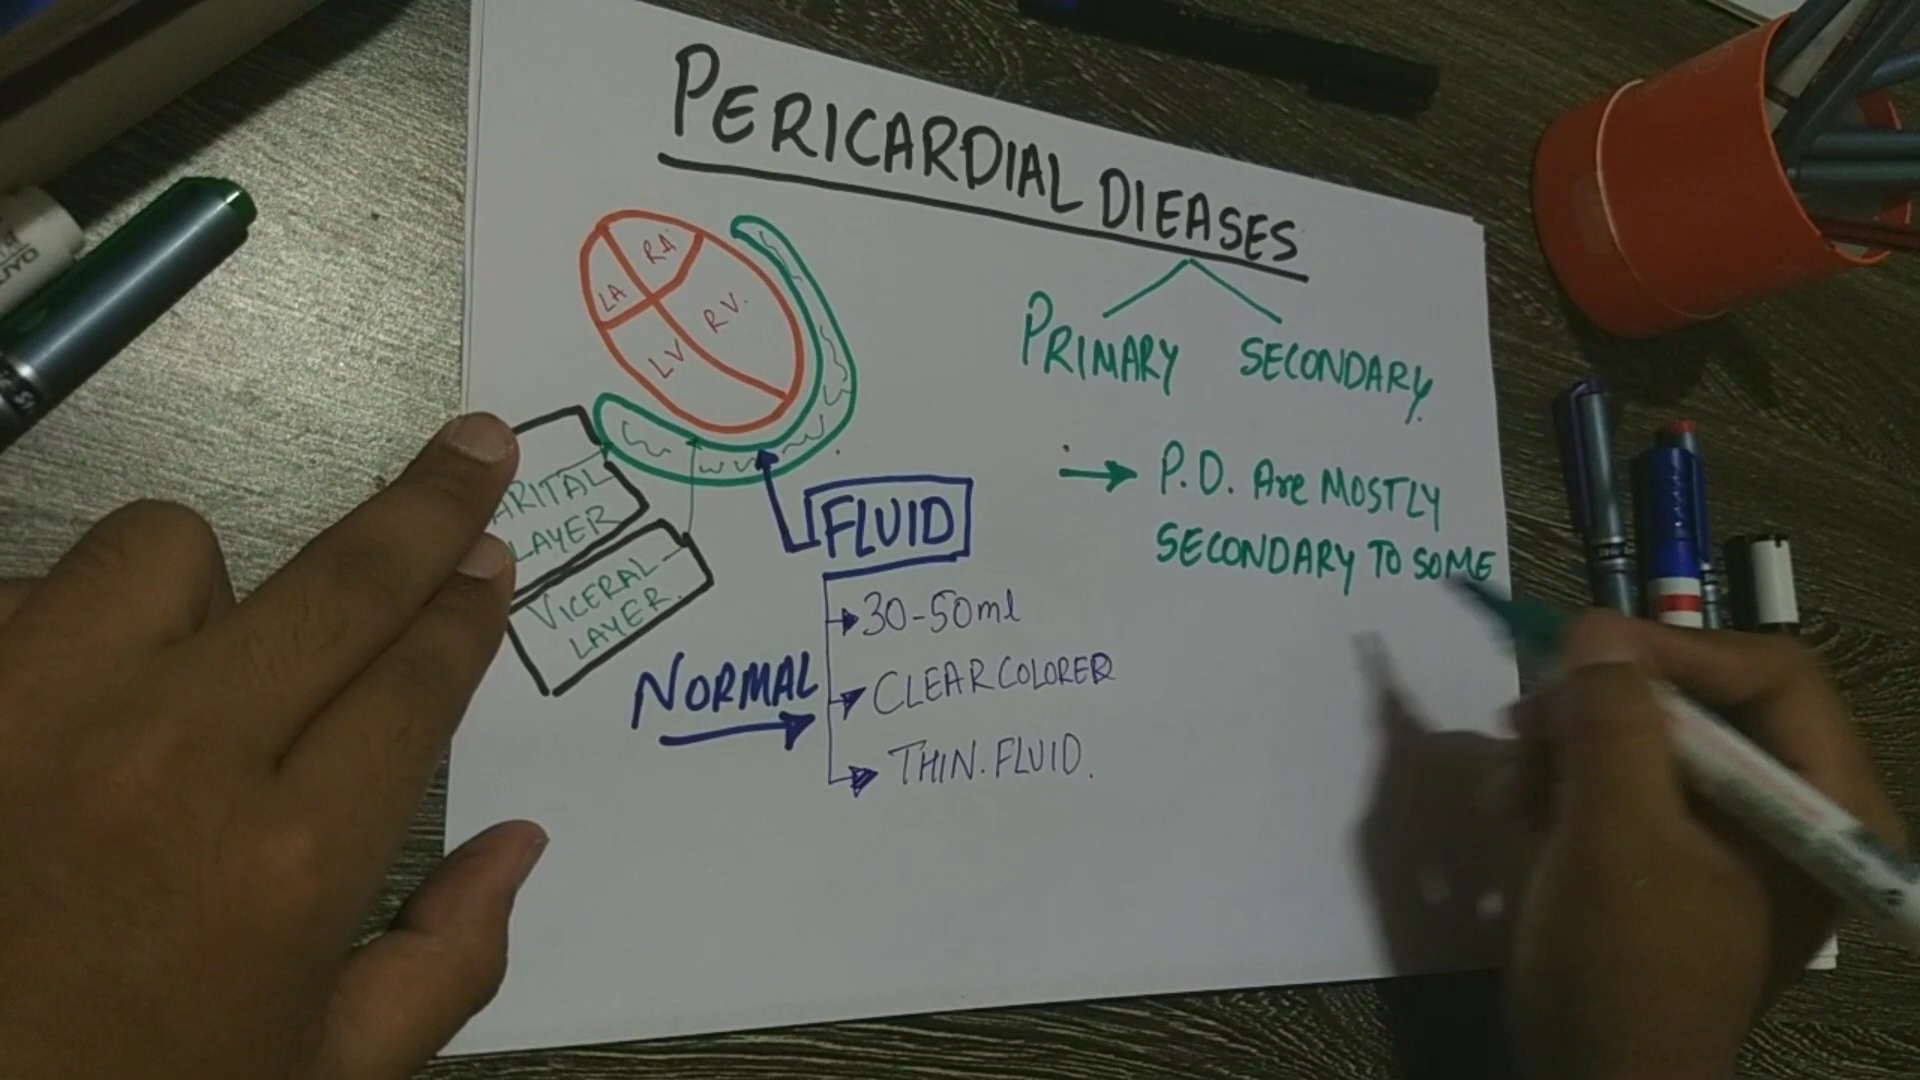 PERICARDIAL DIEASES
RA
LA
RV.
LV
PRIMARY SECONDARY
ARITAL
LAYER
VICERAL
LAYER.
FLUID
NORMAL
30-50ml
CLEAR COLORER
THIN.FLUID.
P.D. Are MOSTLY
SECONDARY TO SOME